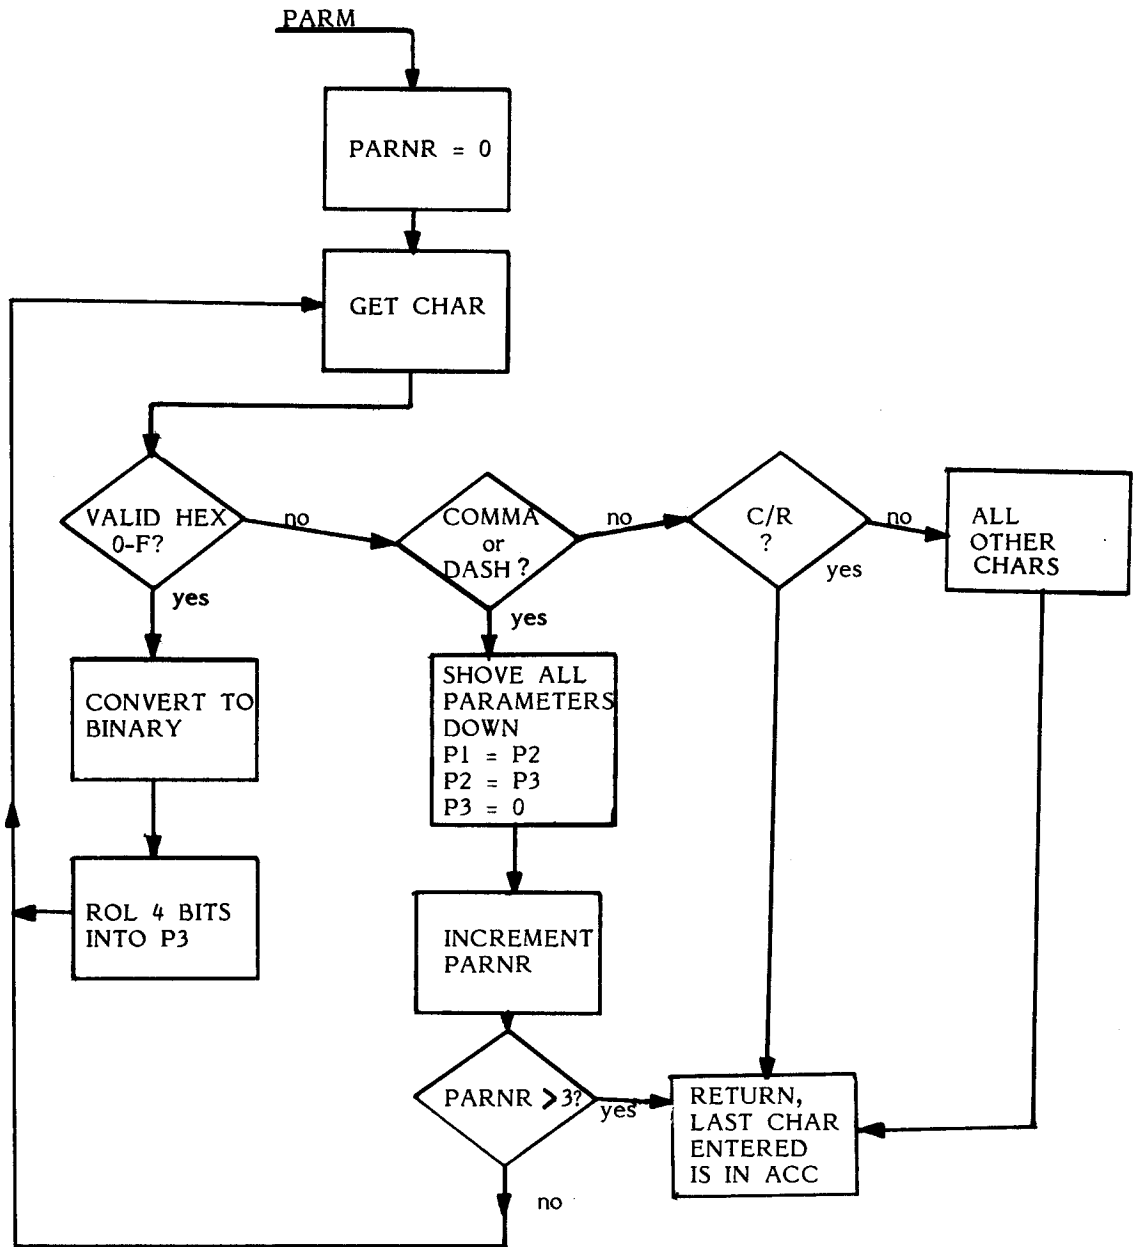 PARM
PARNR = 0
GET CHAR
VALID HEX
0-F?
no
yes
COMMA
or
DASH ?
no
yes
C/R
?
no
yes
ALL
OTHER
CHARS
CONVERT TO
BINARY
ROL 4 BITS
INTO P3
SHOVE ALL
PARAMETERS
DOWN
P1 = P2
P2 = P3
P3 = 0
INCREMENT
PARNR
PARNR > 3?
yes
no
RETURN,
LAST CHAR
ENTERED
IS IN ACC